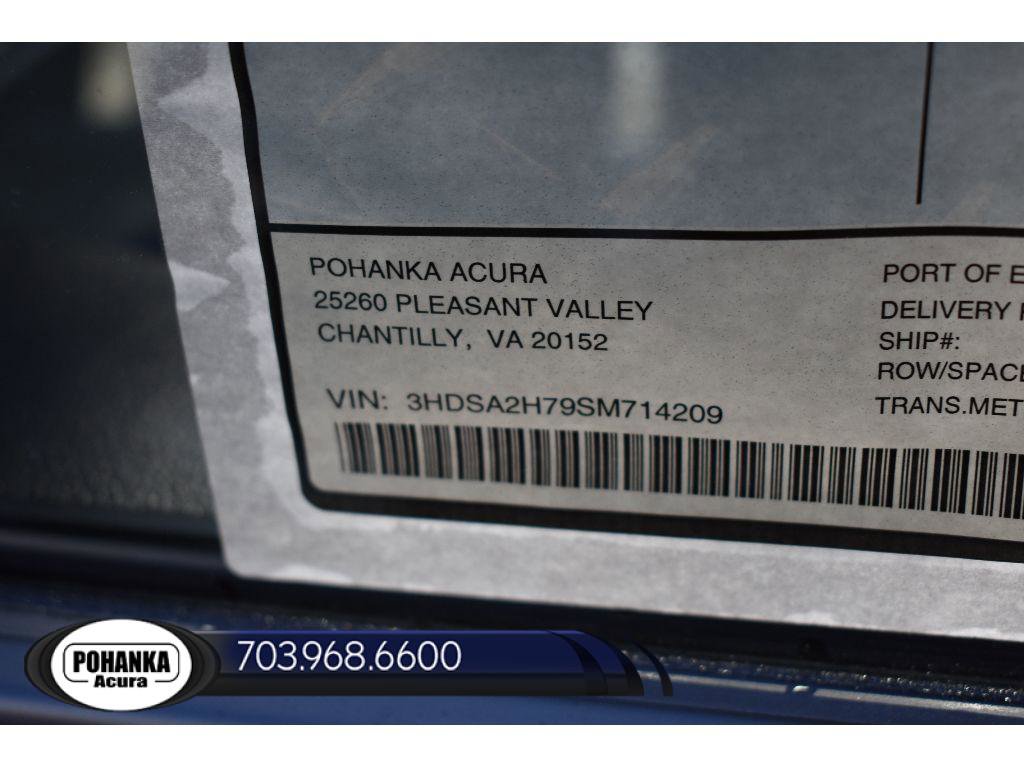 POHANKA ACURA
25260 PLEASANT VALLEY
CHANTILLY, VA 20152
VIN: 3HDSA2H79SM714209
PORT OF E
DELIVERY
SHIP#:
ROW/SPACE
TRANS.MET
POHANKA
Acura
703.968.6600